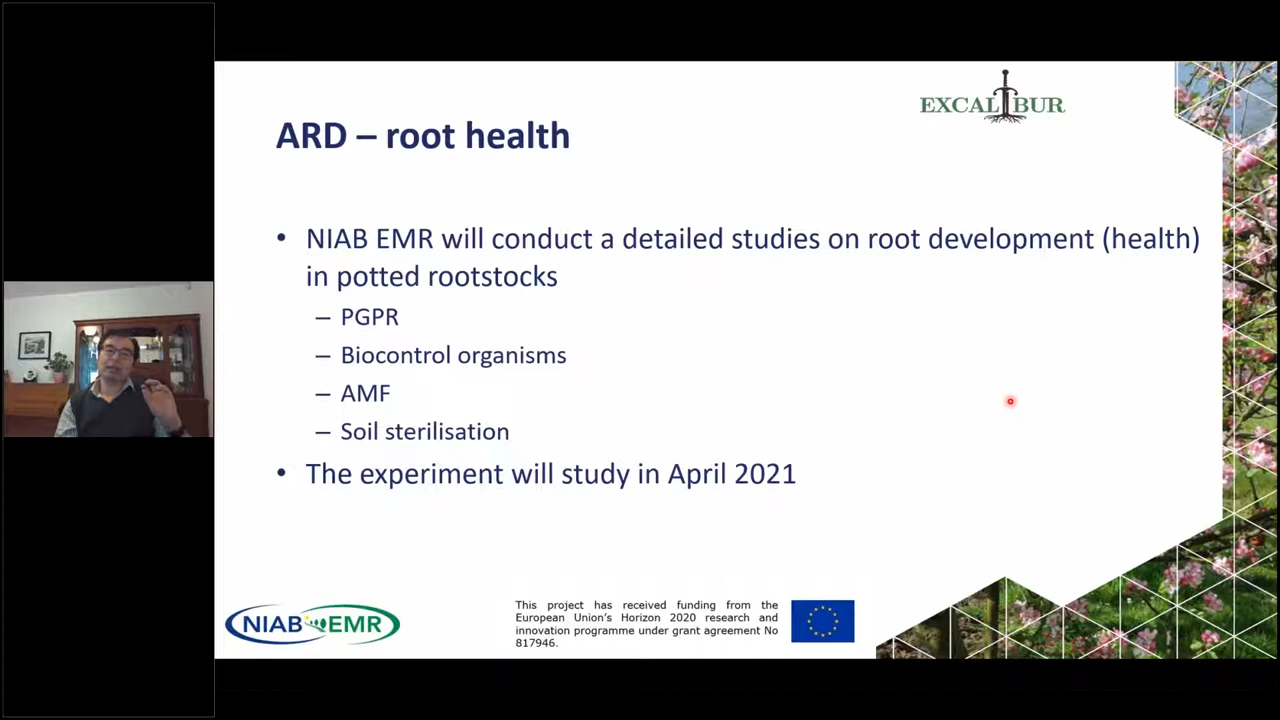 EXCALIBUR
ARD – root health
• NIAB EMR will conduct a detailed studies on root development (health)
in potted rootstocks
– PGPR
– Biocontrol organisms
– AMF
– Soil sterilisation
• The experiment will study in April 2021
NIAB EMR
This project has received funding from the
European Union's Horizon 2020 research and
innovation programme under grant agreement No
817946.